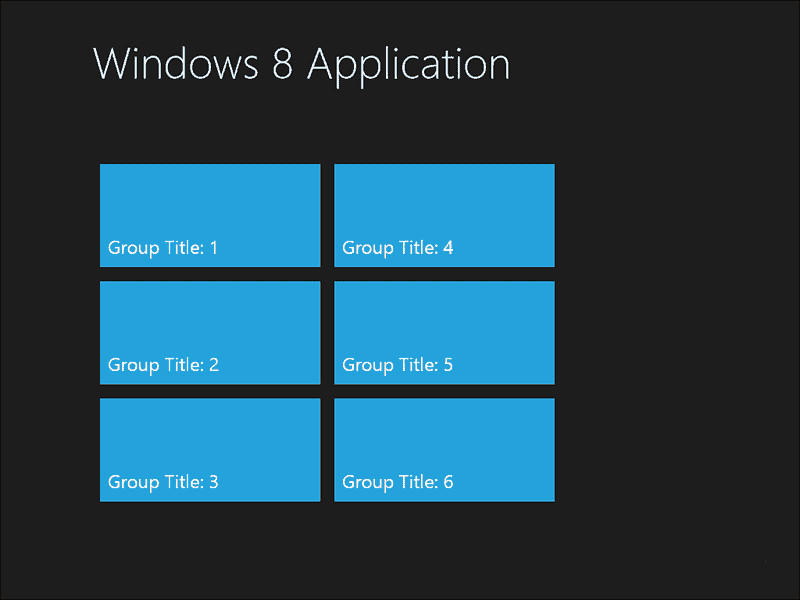 Windows 8 Application
Group Title: 1
Group Title: 4
Group Title: 2
Group Title: 5
Group Title: 3
Group Title: 6